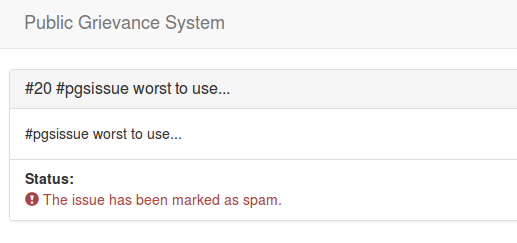 Public Grievance System
#20 #pgsissue worst to use...
#pgsissue worst to use...
Status:
The issue has been marked as spam.